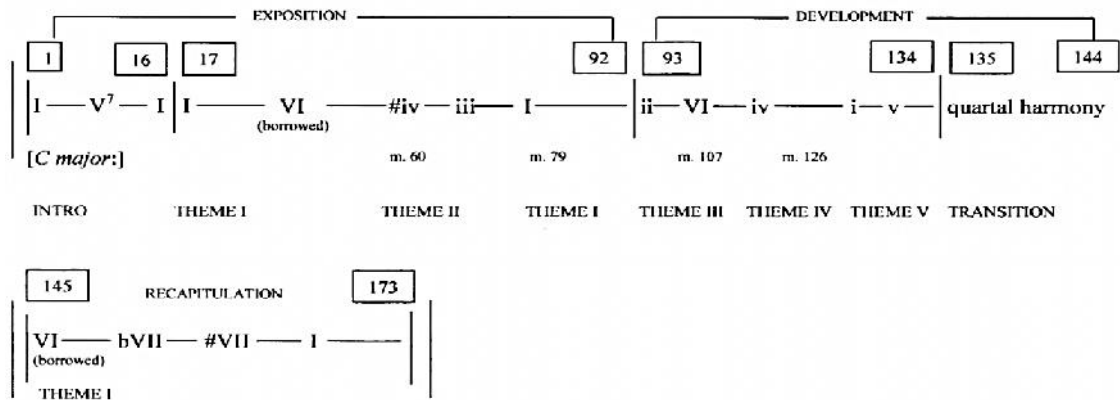 EXPOSITION DEVELOPMENT
1 16 17 92 93 134 135 144
I — V7 — I I — VI — #iv — iii — I — ii — VI — iv — i — v — quartal harmony
(borrowed)
[C major:] m. 60 m. 79 m. 107 m. 126
INTRO THEME I THEME II THEME I THEME III THEME IV THEME V TRANSITION
145 RECAPITULATION 173
VI — bVII — #VII — I —
(borrowed)
THEME I